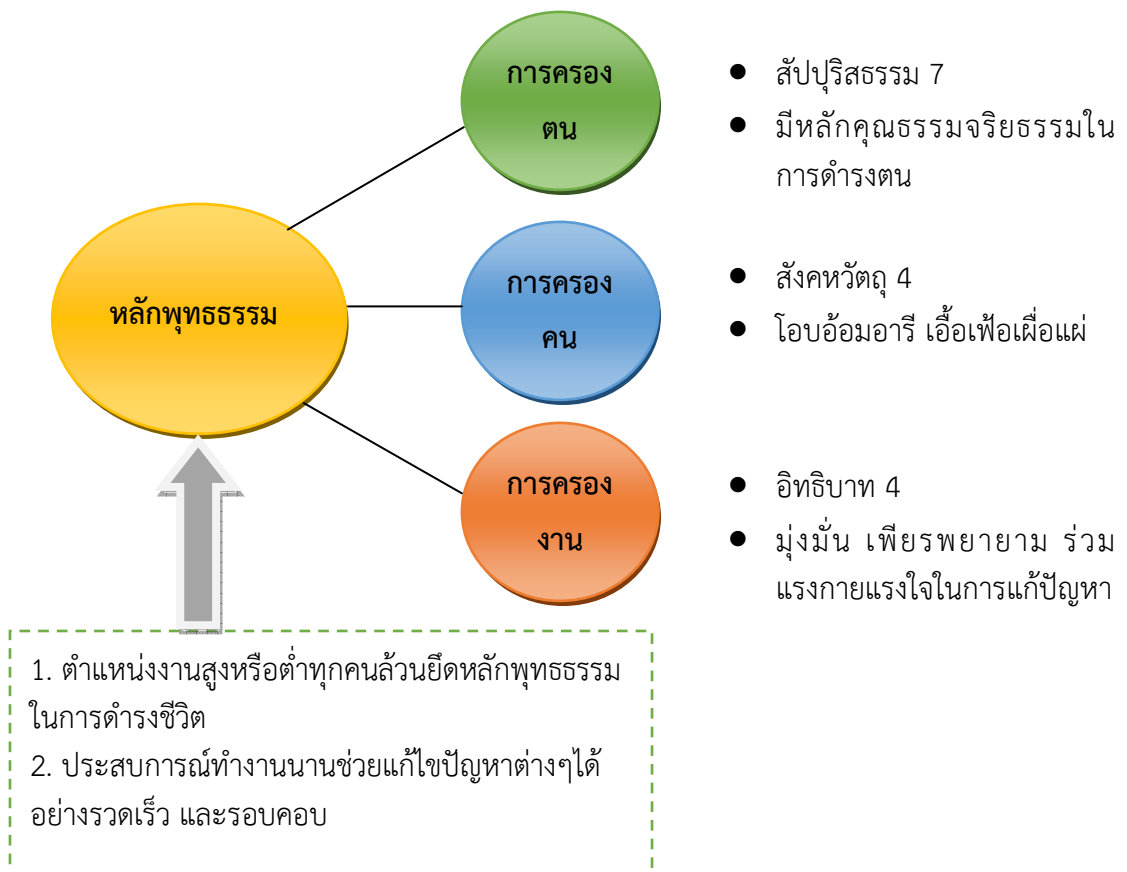 การครอง
ตน
● สัปปุริสธรรม 7
● มีหลักคุณธรรมจริยธรรมใน
การดำรงตน
หลักพุทธธรรม
การครอง
คน
● สังคหวัตถุ 4
● โอบอ้อมอารี เอื้อเฟ้อเผื่อแผ่
การครอง
งาน
● อิทธิบาท 4
● มุ่งมั่น เพียรพยายาม ร่วม
แรงกายแรงใจในการแก้ปัญหา
1. ตำแหน่งงานสูงหรือต่ำทุกคนล้วนยึดหลักพุทธธรรม
ในการดำรงชีวิต
2. ประสบการณ์ทำงานนานช่วยแก้ไขปัญหาต่างๆได้
อย่างรวดเร็ว และรอบคอบ